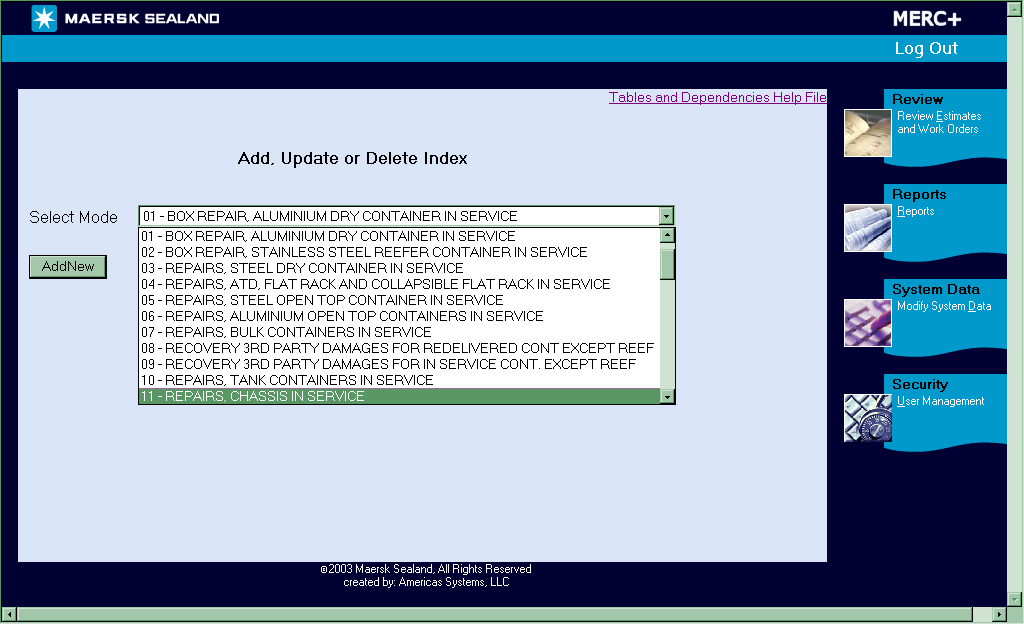 MAERSK SEALAND
MERC+
Log Out
Tables and Dependencies Help File
Add, Update or Delete Index
Select Mode
01 - BOX REPAIR, ALUMINIUM DRY CONTAINER IN SERVICE
01 - BOX REPAIR, ALUMINIUM DRY CONTAINER IN SERVICE
02 - BOX REPAIR, STAINLESS STEEL REEFER CONTAINER IN SERVICE
03 - REPAIRS, STEEL DRY CONTAINER IN SERVICE
04 - REPAIRS, ATD, FLAT RACK AND COLLAPSIBLE FLAT RACK IN SERVICE
05 - REPAIRS, STEEL OPEN TOP CONTAINER IN SERVICE
06 - REPAIRS, ALUMINIUM OPEN TOP CONTAINERS IN SERVICE
07 - REPAIRS, BULK CONTAINERS IN SERVICE
08 - RECOVERY 3RD PARTY DAMAGES FOR REDELIVERED CONT EXCEPT REEF
09 - RECOVERY 3RD PARTY DAMAGES FOR IN SERVICE CONT. EXCEPT REEF
10 - REPAIRS, TANK CONTAINERS IN SERVICE
11 - REPAIRS, CHASSIS IN SERVICE
AddNew
Review
Review Estimates
and Work Orders
Reports
Reports
System Data
Modify System Data
Security
User Management
©2003 Maersk Sealand, All Rights Reserved
created by: Americas Systems, LLC